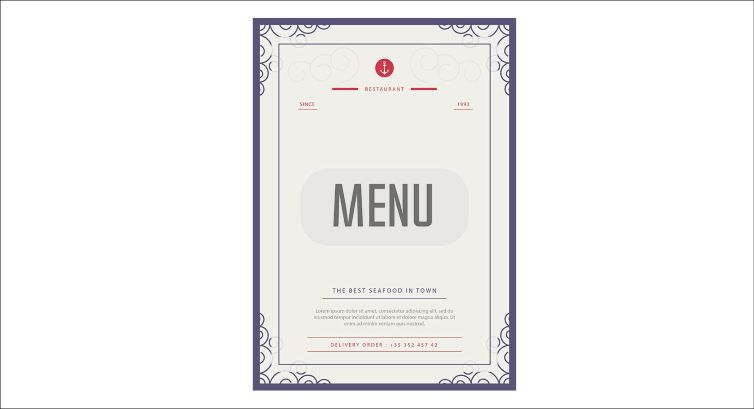 RESTAURANT
SINCE
1993
MENU
THE BEST SEAFOOD IN TOWN
Lorem ipsum dolor sit amet, consectetur adipiscing elit, sed do
eiusmod tempor incididunt ut labore et dolore magna aliqua. Ut
enim ad minim veniam quis nostrud.
DELIVERY ORDER : +35 352 457 42